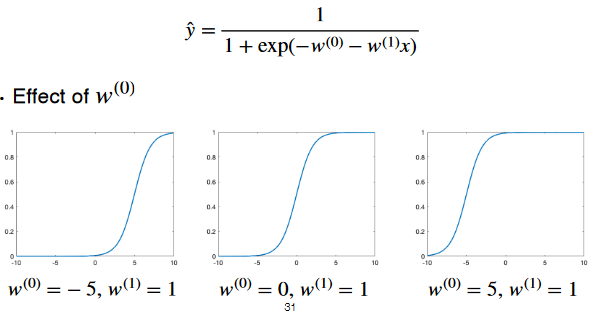 ŷ = 1 / (1 + exp(−w⁽⁰⁾ − w⁽¹⁾x))
• Effect of w⁽⁰⁾
1 1 1
0.8 0.8 0.8
0.6 0.6 0.6
0.4 0.4 0.4
0.2 0.2 0.2
0 0 0
-10 -5 0 5 10 -10 -5 0 5 10 -10 -5 0 5 10
w⁽⁰⁾ = − 5, w⁽¹⁾ = 1 w⁽⁰⁾ = 0, w⁽¹⁾ = 1 w⁽⁰⁾ = 5, w⁽¹⁾ = 1
31